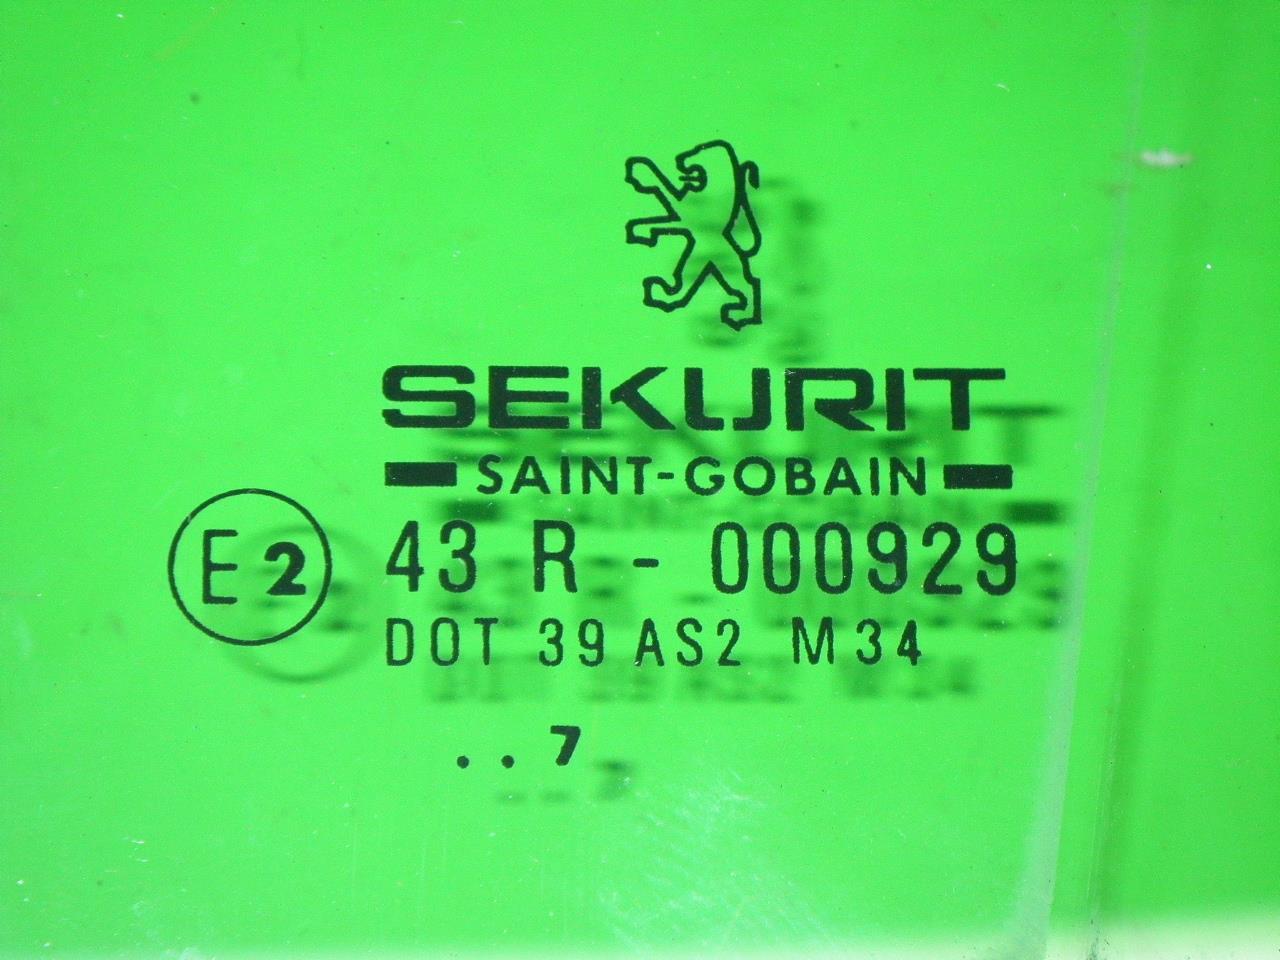 SEKURIT
SAINT-GOBAIN
E2 43 R - 000929
DOT 39 AS2 M34
..7